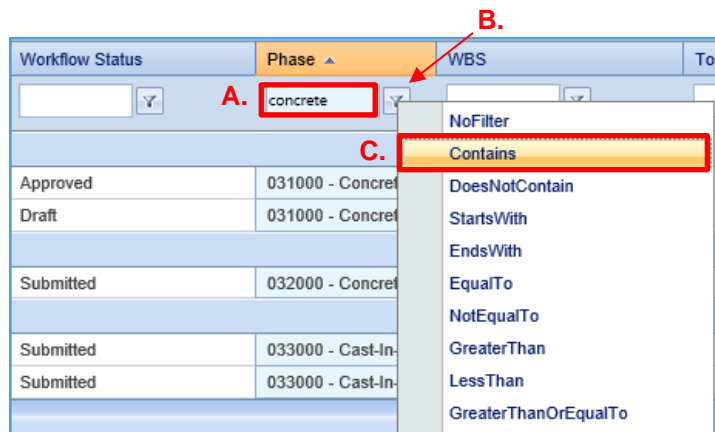 B.
Workflow Status Phase WBS To
A. concrete
NoFilter
C. Contains
Approved 031000 - Concret DoesNotContain
Draft 031000 - Concret StartsWith
EndsWith
Submitted 032000 - Concret EqualTo
NotEqualTo
Submitted 033000 - Cast-In- GreaterThan
Submitted 033000 - Cast-In- LessThan
GreaterThanOrEqualTo